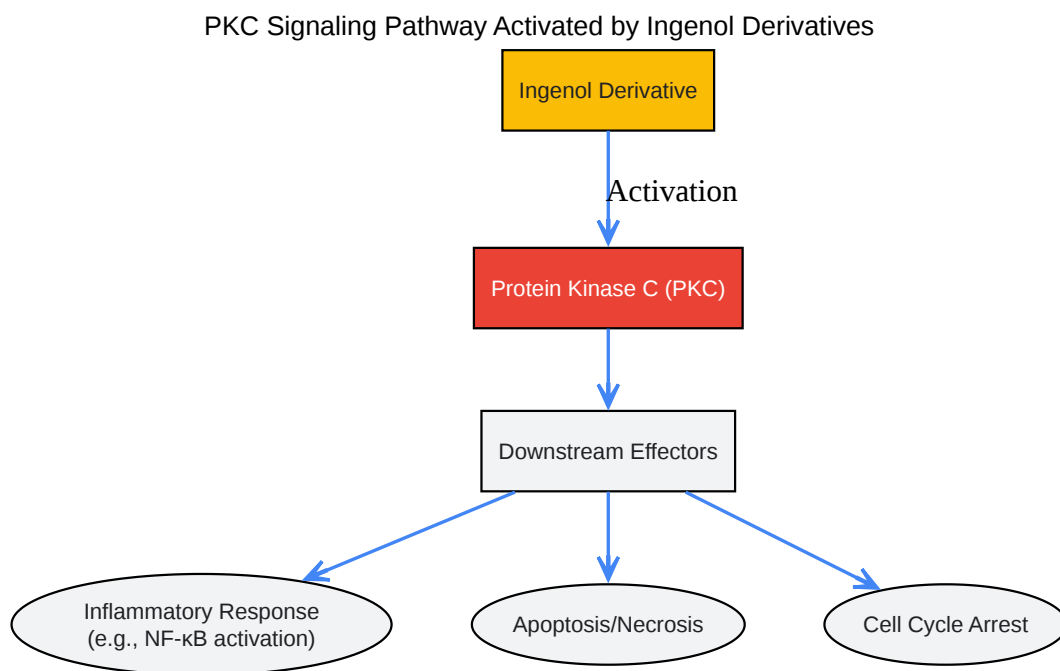 PKC Signaling Pathway Activated by Ingenol Derivatives
Ingenol Derivative
Activation
Protein Kinase C (PKC)
Downstream Effectors
Inflammatory Response
(e.g., NF-κB activation)
Apoptosis/Necrosis
Cell Cycle Arrest